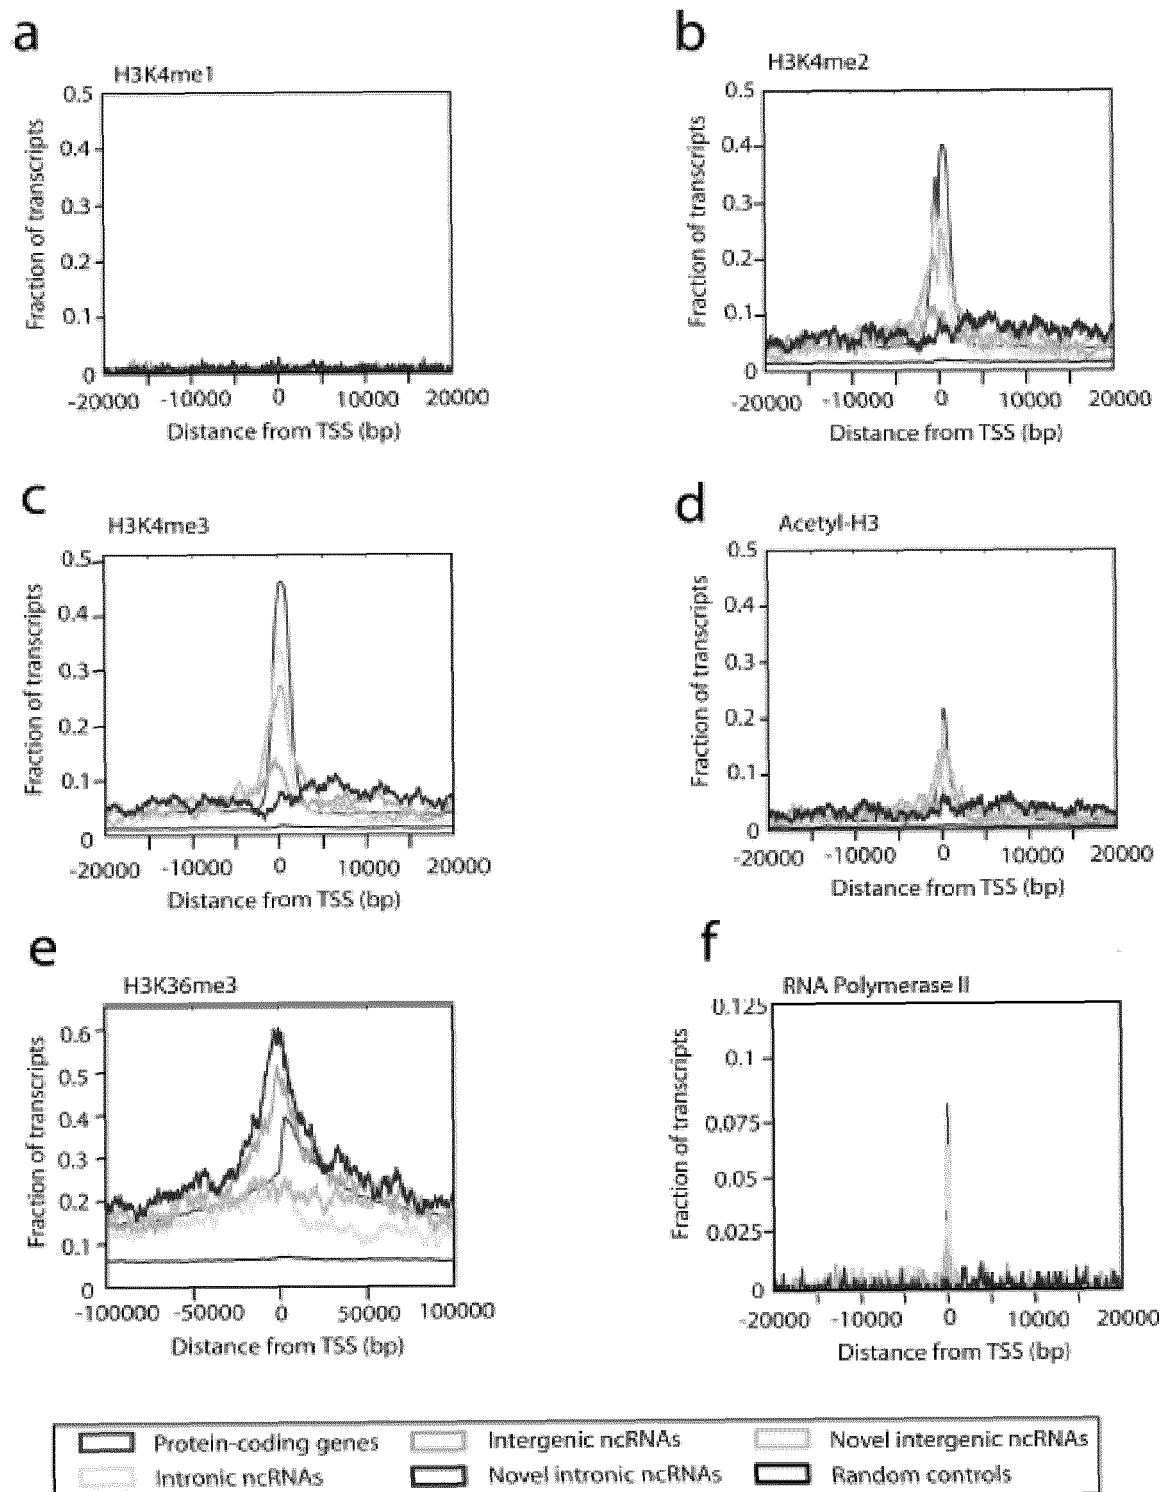 a
H3K4me1
0.5
0.4
0.3
0.2
0.1
0
Fraction of transcripts
-20000 -10000 0 10000 20000
Distance from TSS (bp)
b
H3K4me2
0.5
0.4
0.3
0.2
0.1
0
Fraction of transcripts
-20000 -10000 0 10000 20000
Distance from TSS (bp)
c
H3K4me3
0.5
0.4
0.3
0.2
0.1
0
Fraction of transcripts
-20000 -10000 0 10000 20000
Distance from TSS (bp)
d
Acetyl-H3
0.5
0.4
0.3
0.2
0.1
0
Fraction of transcripts
-20000 -10000 0 10000 20000
Distance from TSS (bp)
e
H3K36me3
0.6
0.5
0.4
0.3
0.2
0.1
0
Fraction of transcripts
-100000 -50000 0 50000 100000
Distance from TSS (bp)
f
RNA Polymerase II
0.125
0.1
0.075
0.05
0.025
0
Fraction of transcripts
-20000 -10000 0 10000 20000
Distance from TSS (bp)
Protein-coding genes Intergenic ncRNAs Novel intergenic ncRNAs
Intronic ncRNAs Novel intronic ncRNAs Random controls